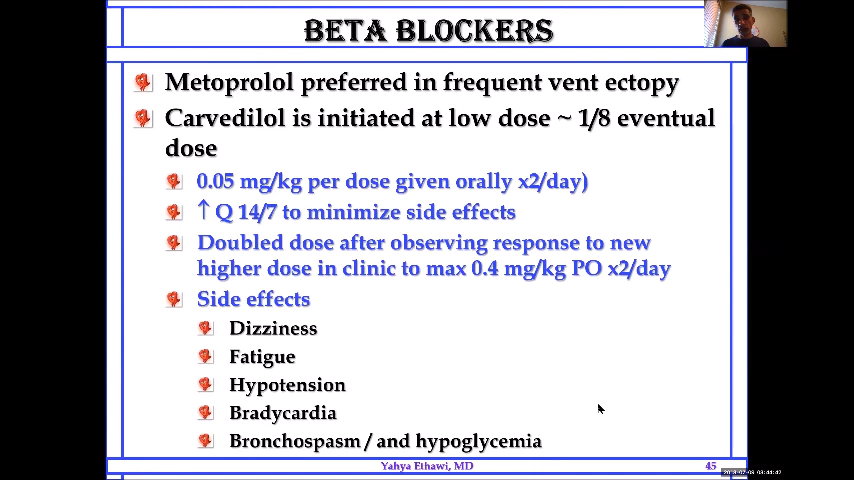 BETA BLOCKERS
Metoprolol preferred in frequent vent ectopy
Carvedilol is initiated at low dose ~ 1/8 eventual
dose
0.05 mg/kg per dose given orally x2/day)
↑ Q 14/7 to minimize side effects
Doubled dose after observing response to new
higher dose in clinic to max 0.4 mg/kg PO x2/day
Side effects
Dizziness
Fatigue
Hypotension
Bradycardia
Bronchospasm / and hypoglycemia
Yahya Ethawi, MD
45